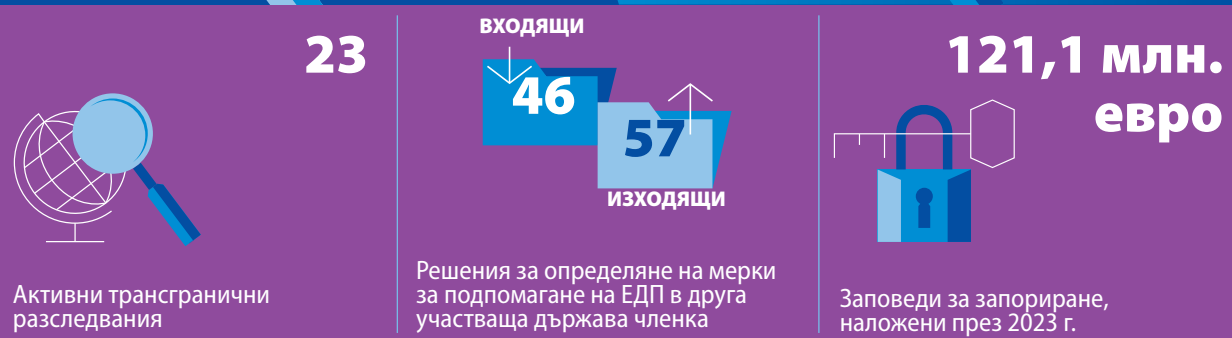 23
Активни трансгранични
разследвания
ВХОДЯЩИ
46
57
ИЗХОДЯЩИ
Решения за определяне на мерки
за подпомагане на ЕДП в друга
участваща държава членка
121,1 млн.
евро
Заповеди за запориране,
наложени през 2023 г.